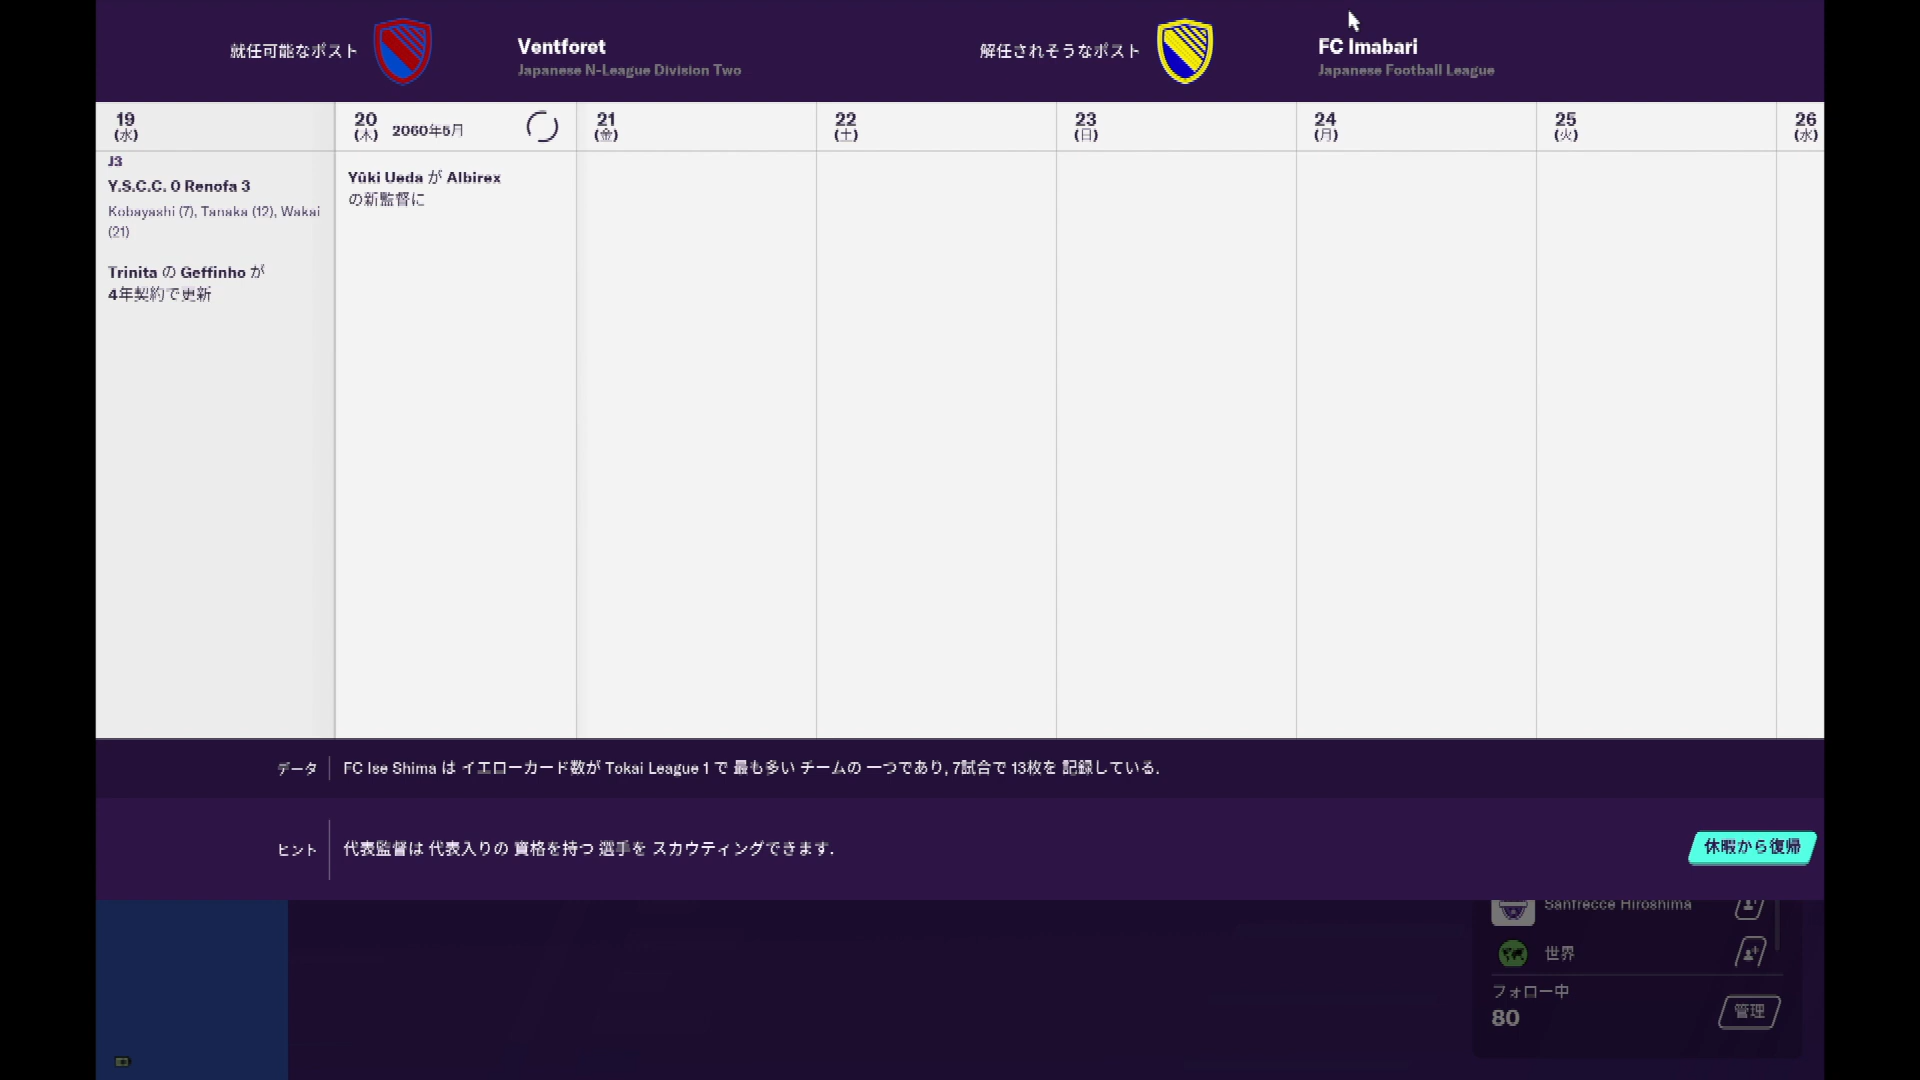 就任可能なポスト
Ventforet
Japanese N-League Division Two
解任されそうなポスト
FC Imabari
Japanese Football League
19
(水)
20
(木)
2060年5月
21
(金)
22
(土)
23
(日)
24
(月)
25
(火)
26
(水)
J3
Y.S.C.C. 0 Renofa 3
Kobayashi (7), Tanaka (12), Wakai
(21)
Trinita の Geffinho が
4年契約で更新
Yūki Ueda が Albirex
の新監督に
データ
FC Ise Shima は イエローカード数が Tokai League 1 で 最も多い チームの 一つであり, 7試合で 13枚を 記録している.
ヒント
代表監督は 代表入りの 資格を持つ 選手を スカウティングできます.
休暇から復帰
Sanfrecce Hiroshima
世界
フォロー中
80
管理